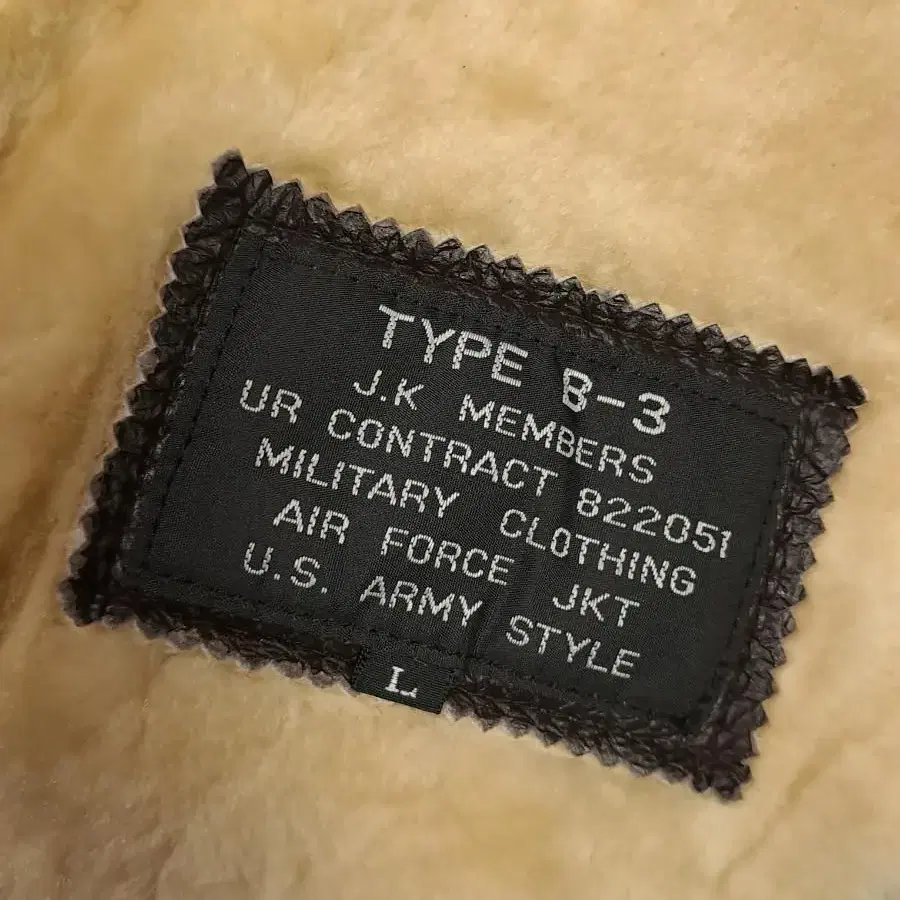 TYPE B-3
J.K MEMBERS
UR CONTRACT 822051
MILITARY CLOTHING
AIR FORCE JKT
U.S. ARMY STYLE
L